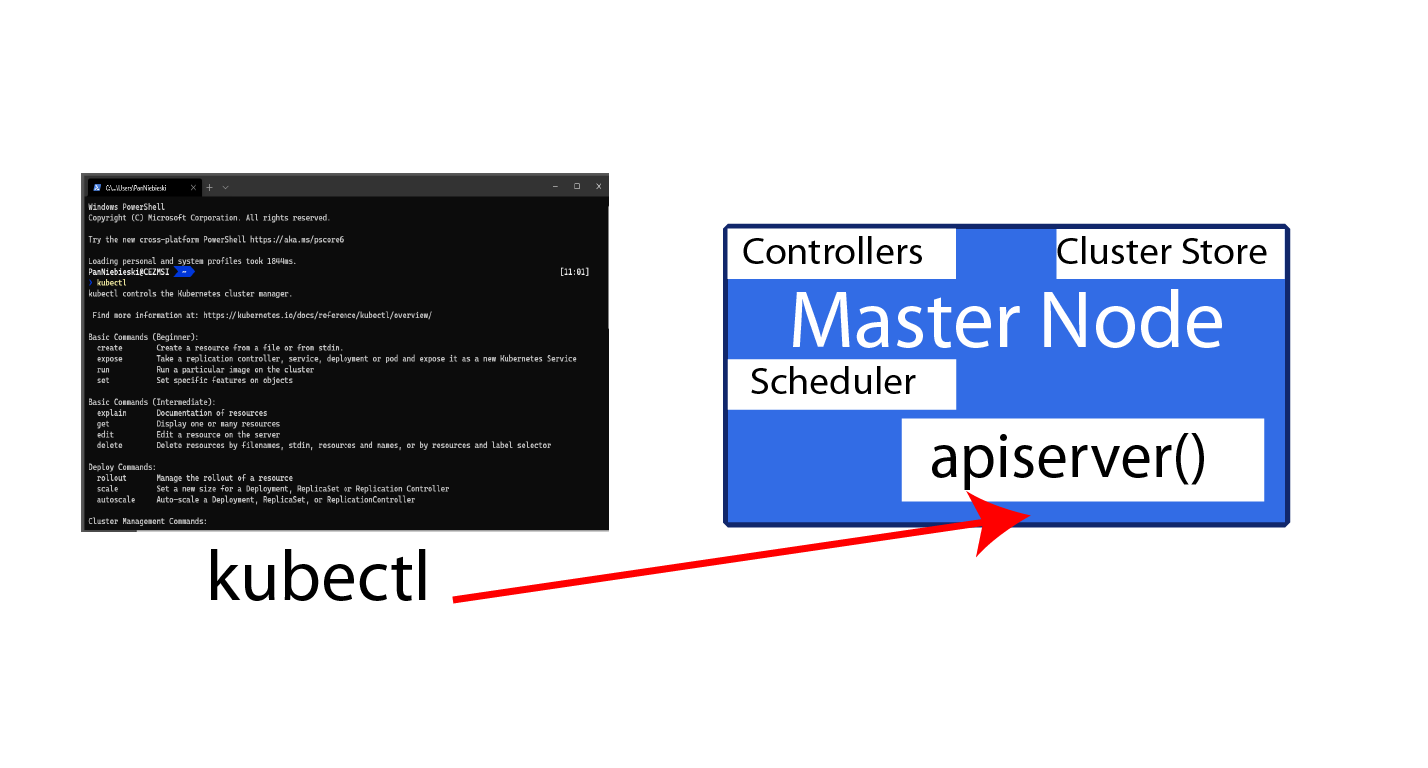 C:\...\Users\PanNiebieski
Windows PowerShell
Copyright (C) Microsoft Corporation. All rights reserved.
Try the new cross-platform PowerShell https://aka.ms/pscore6
Loading personal and system profiles took 1844ms.
PanNiebieski@CEZMSI ~ [11:01]
❯ kubectl
kubectl controls the Kubernetes cluster manager.
Find more information at: https://kubernetes.io/docs/reference/kubectl/overview/
Basic Commands (Beginner):
create Create a resource from a file or from stdin.
expose Take a replication controller, service, deployment or pod and expose it as a new Kubernetes Service
run Run a particular image on the cluster
set Set specific features on objects
Basic Commands (Intermediate):
explain Documentation of resources
get Display one or many resources
edit Edit a resource on the server
delete Delete resources by filenames, stdin, resources and names, or by resources and label selector
Deploy Commands:
rollout Manage the rollout of a resource
scale Set a new size for a Deployment, ReplicaSet or Replication Controller
autoscale Auto-scale a Deployment, ReplicaSet, or ReplicationController
Cluster Management Commands:
kubectl
Controllers
Cluster Store
Master Node
Scheduler
apiserver()